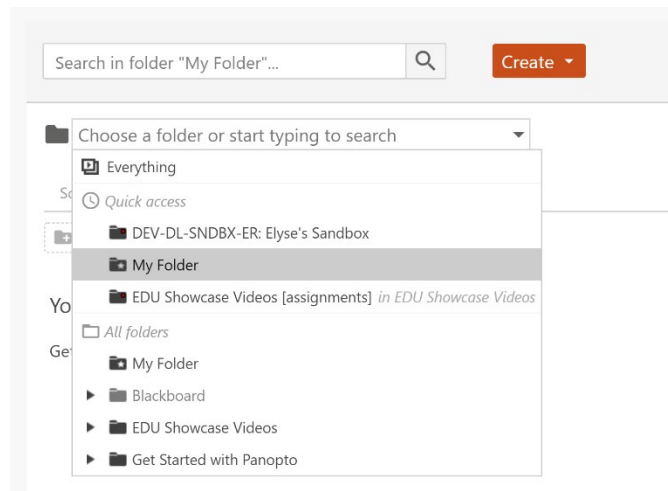 Search in folder "My Folder"...
Create
Choose a folder or start typing to search
Everything
Quick access
DEV-DL-SNDBX-ER: Elyse's Sandbox
My Folder
EDU Showcase Videos [assignments] in EDU Showcase Videos
All folders
My Folder
Blackboard
EDU Showcase Videos
Get Started with Panopto